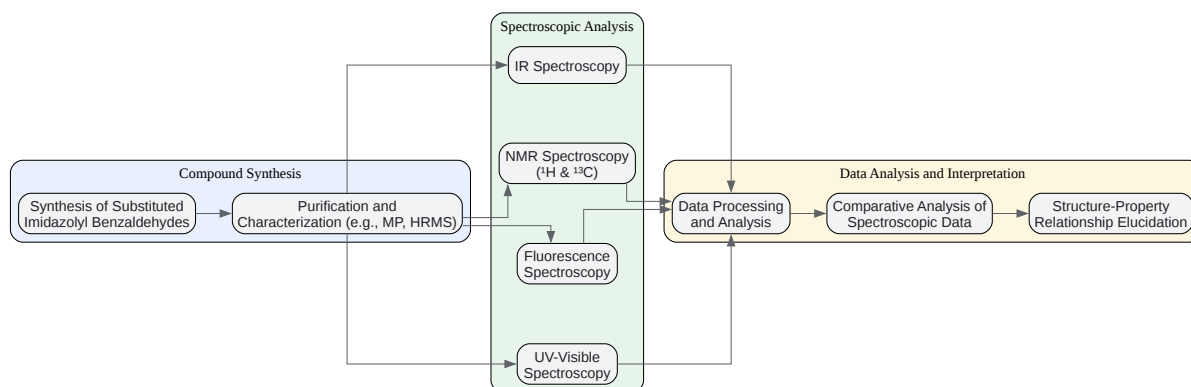 Spectroscopic Analysis
IR Spectroscopy
NMR Spectroscopy
(¹H & ¹³C)
Fluorescence
Spectroscopy
UV-Visible
Spectroscopy
Compound Synthesis
Synthesis of Substituted
Imidazolyl Benzaldehydes
Purification and
Characterization (e.g., MP, HRMS)
Data Analysis and Interpretation
Data Processing
and Analysis
Comparative Analysis of
Spectroscopic Data
Structure-Property
Relationship Elucidation